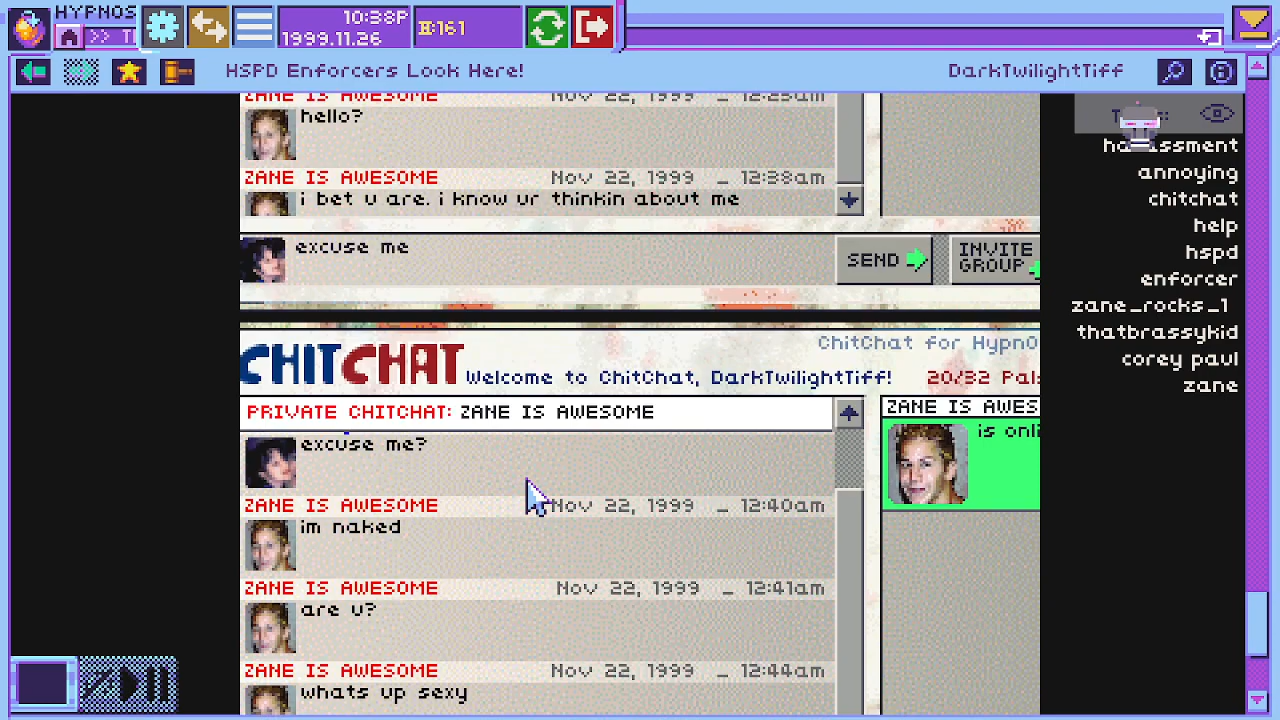 HYPNOS
10:38P
1999.11.26
161
>>
HSPD Enforcers Look Here!
DarkTwilightTiff
ZANE IS AWESOME Nov 22, 1999 _ 12:25am
hello?
ZANE IS AWESOME Nov 22, 1999 _ 12:38am
i bet u are. i know ur thinkin about me
excuse me
SEND
INVITE
GROUP
CHITCHAT
ChitChat for HypnO
Welcome to ChitChat, DarkTwilightTiff!
20/32 Pal
PRIVATE CHITCHAT: ZANE IS AWESOME
ZANE IS AWES
excuse me?
is onli
ZANE IS AWESOME Nov 22, 1999 _ 12:40am
im naked
ZANE IS AWESOME Nov 22, 1999 _ 12:41am
are u?
ZANE IS AWESOME Nov 22, 1999 _ 12:44am
whats up sexy
harassment
annoying
chitchat
help
hspd
enforcer
zane_rocks_1
thatbrassykid
corey paul
zane